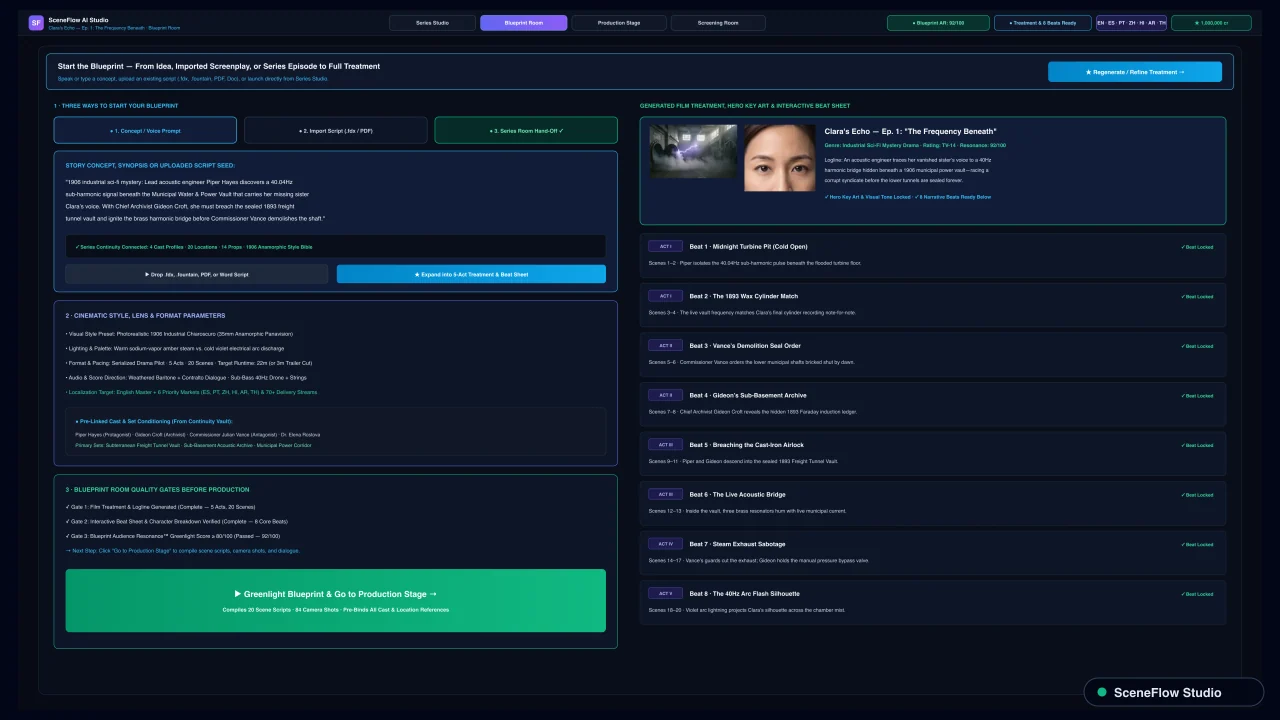 SF
SceneFlow AI Studio
Clara's Echo — Ep. 1: The Frequency Beneath · Blueprint Room
Series Studio
Blueprint Room
Production Stage
Screening Room
● Blueprint AR: 92/100
● Treatment & 8 Beats Ready
EN · ES · PT · ZH · HI · AR · TH
★ 1,000,000 cr
Start the Blueprint — From Idea, Imported Screenplay, or Series Episode to Full Treatment
Speak or type a concept, upload an existing script (.fdx, .fountain, PDF, Doc), or launch directly from Series Studio.
★ Regenerate / Refine Treatment →
1 · THREE WAYS TO START YOUR BLUEPRINT
● 1. Concept / Voice Prompt
● 2. Import Script (.fdx / PDF)
● 3. Series Room Hand-Off ✓
STORY CONCEPT, SYNOPSIS OR UPLOADED SCRIPT SEED:
"1906 industrial sci-fi mystery: Lead acoustic engineer Piper Hayes discovers a 40.04Hz
sub-harmonic signal beneath the Municipal Water & Power Vault that carries her missing sister
Clara's voice. With Chief Archivist Gideon Croft, she must breach the sealed 1893 freight
tunnel vault and ignite the brass harmonic bridge before Commissioner Vance demolishes the shaft."
✓ Series Continuity Connected: 4 Cast Profiles · 20 Locations · 14 Props · 1906 Anamorphic Style Bible
▶ Drop .fdx, .fountain, PDF, or Word Script
★ Expand Into 5-Act Treatment & Beat Sheet
2 · CINEMATIC STYLE, LENS & FORMAT PARAMETERS
• Visual Style Preset: Photorealistic 1906 Industrial Chiaroscuro (35mm Anamorphic Panavision)
• Lighting & Palette: Warm sodium-vapor amber steam vs. cold violet electrical arc discharge
• Format & Pacing: Serialized Drama Pilot · 5 Acts · 20 Scenes · Target Runtime: 22m (or 3m Trailer Cut)
• Audio & Score Direction: Weathered Baritone + Contralto Dialogue · Sub-Bass 40Hz Drone + Strings
• Localization Target: English Master + 6 Priority Markets (ES, PT, ZH, HI, AR, TH) & 70+ Delivery Streams
● Pre-Linked Cast & Set Conditioning (From Continuity Vault):
Piper Hayes (Protagonist) · Gideon Croft (Archivist) · Commissioner Julian Vance (Antagonist) · Dr. Elena Rostova
Primary Sets: Subterranean Freight Tunnel Vault · Sub-Basement Acoustic Archive · Municipal Power Corridor
3 · BLUEPRINT ROOM QUALITY GATES BEFORE PRODUCTION
✓ Gate 1: Film Treatment & Logline Generated (Complete — 5 Acts, 20 Scenes)
✓ Gate 2: Interactive Beat Sheet & Character Breakdown Verified (Complete — 8 Core Beats)
✓ Gate 3: Blueprint Audience Resonance™ Greenlight Score ≥ 80/100 (Passed — 92/100)
→ Next Step: Click "Go to Production Stage" to compile scene scripts, camera shots, and dialogue.
▶ Greenlight Blueprint & Go to Production Stage →
Compiles 20 Scene Scripts · 84 Camera Shots · Pre-Binds All Cast & Location References
GENERATED FILM TREATMENT, HERO KEY ART & INTERACTIVE BEAT SHEET
Clara's Echo — Ep. 1: "The Frequency Beneath"
Genre: Industrial Sci-Fi Mystery Drama · Rating: TV-14 · Resonance: 92/100
Logline: An acoustic engineer traces her vanished sister's voice to a 40Hz
harmonic bridge hidden beneath a 1906 municipal power vault—racing a
corrupt syndicate before the lower tunnels are sealed forever.
✓ Hero Key Art & Visual Tone Locked · ✓ 8 Narrative Beats Ready Below
ACT I
Beat 1 · Midnight Turbine Pit (Cold Open)
✓ Beat Locked
Scenes 1–2 · Piper isolates the 40.04Hz sub-harmonic pulse beneath the flooded turbine floor.
ACT I
Beat 2 · The 1893 Wax Cylinder Match
✓ Beat Locked
Scenes 3–4 · The live vault frequency matches Clara's final cylinder recording note-for-note.
ACT II
Beat 3 · Vance's Demolition Seal Order
✓ Beat Locked
Scenes 5–6 · Commissioner Vance orders the lower municipal shafts bricked shut by dawn.
ACT II
Beat 4 · Gideon's Sub-Basement Archive
✓ Beat Locked
Scenes 7–8 · Chief Archivist Gideon Croft reveals the hidden 1893 Faraday induction ledger.
ACT III
Beat 5 · Breaching the Cast-Iron Airlock
✓ Beat Locked
Scenes 9–11 · Piper and Gideon descend into the sealed 1893 Freight Tunnel Vault.
ACT III
Beat 6 · The Live Acoustic Bridge
✓ Beat Locked
Scenes 12–13 · Inside the vault, three brass resonators hum with live municipal current.
ACT IV
Beat 7 · Steam Exhaust Sabotage
✓ Beat Locked
Scenes 14–17 · Vance's guards cut the exhaust; Gideon holds the manual pressure bypass valve.
ACT V
Beat 8 · The 40Hz Arc Flash Silhouette
✓ Beat Locked
Scenes 18–20 · Violet arc lightning projects Clara's silhouette across the chamber mist.
SceneFlow Studio